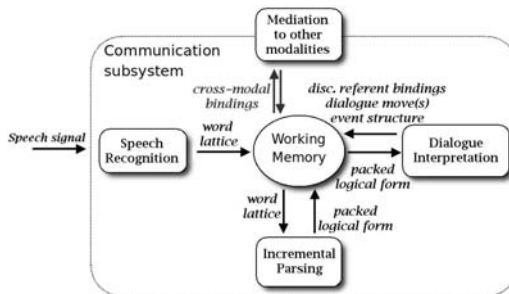 Mediation
to other
modalities
Communication
subsystem
cross-modal
bindings
disc. referent bindings
dialogue move(s)
event structure
Speech signal
Speech
Recognition
word
lattice
Working
Memory
Dialogue
Interpretation
packed
logical form
word
lattice
packed
logical form
Incremental
Parsing